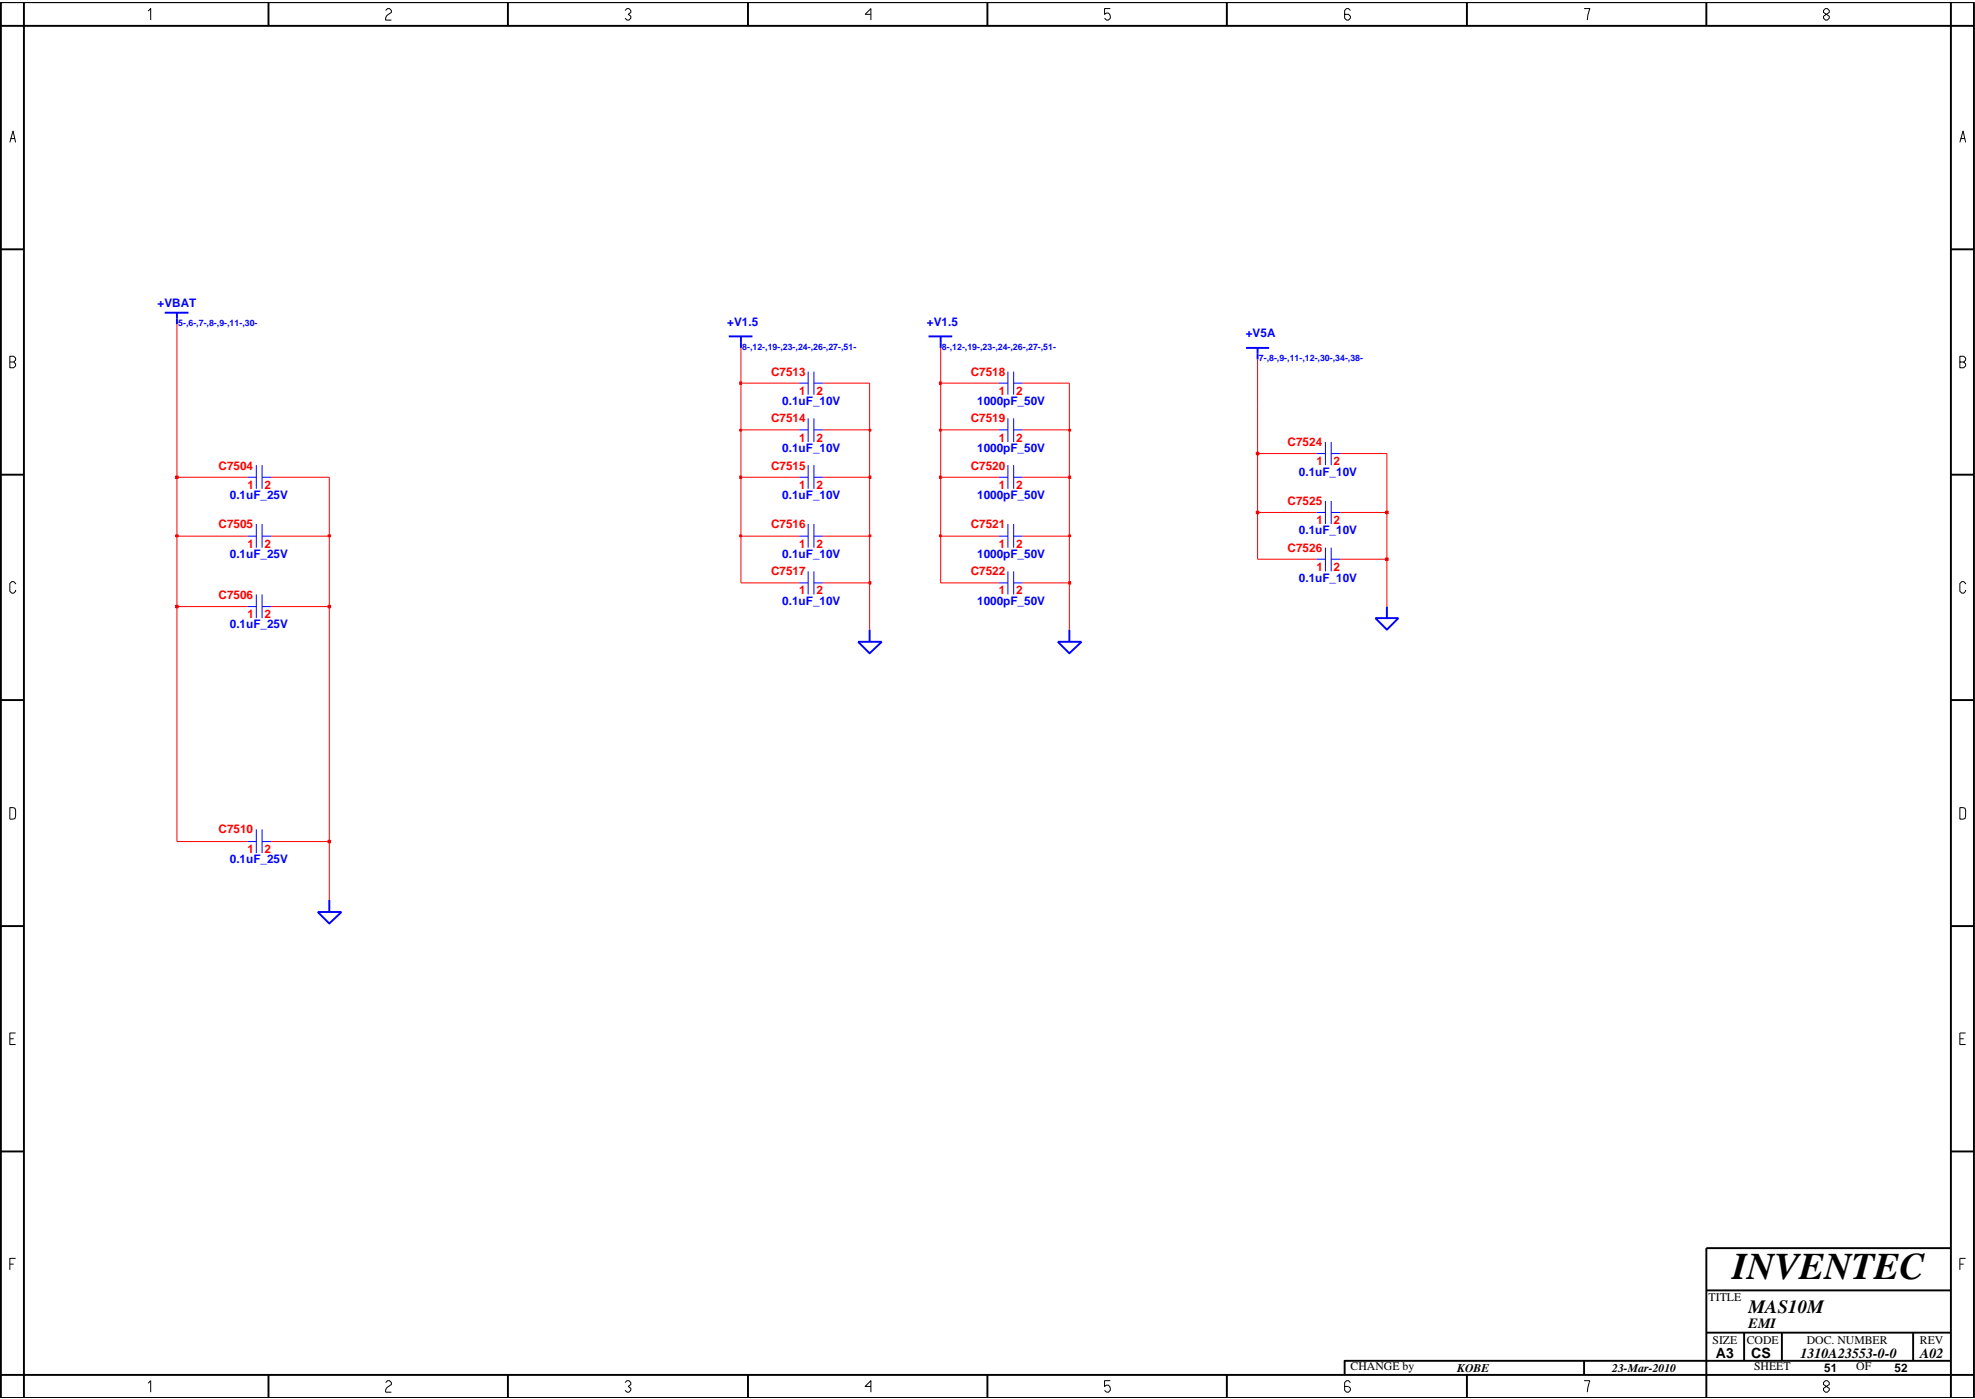 1 2 3 4 5 6 7 8
A A
B B
C C
D D
E E
F F
+VBAT
5-,6-,7-,8-,9-,11-,30-
C7504
1 2
0.1uF_25V
C7505
1 2
0.1uF_25V
C7506
1 2
0.1uF_25V
C7510
1 2
0.1uF_25V
+V1.5
8-,12-,19-,23-,24-,26-,27-,51-
C7513
1 2
0.1uF_10V
C7514
1 2
0.1uF_10V
C7515
1 2
0.1uF_10V
C7516
1 2
0.1uF_10V
C7517
1 2
0.1uF_10V
+V1.5
8-,12-,19-,23-,24-,26-,27-,51-
C7518
1 2
1000pF_50V
C7519
1 2
1000pF_50V
C7520
1 2
1000pF_50V
C7521
1 2
1000pF_50V
C7522
1 2
1000pF_50V
+V5A
7-,8-,9-,11-,12-,30-,34-,38-
C7524
1 2
0.1uF_10V
C7525
1 2
0.1uF_10V
C7526
1 2
0.1uF_10V
INVENTEC
TITLE MAS10M
EMI
SIZE CODE DOC. NUMBER REV
A3 CS 1310A23553-0-0 A02
CHANGE by KOBE 23-Mar-2010 SHEET 51 OF 52
1 2 3 4 5 6 7 8